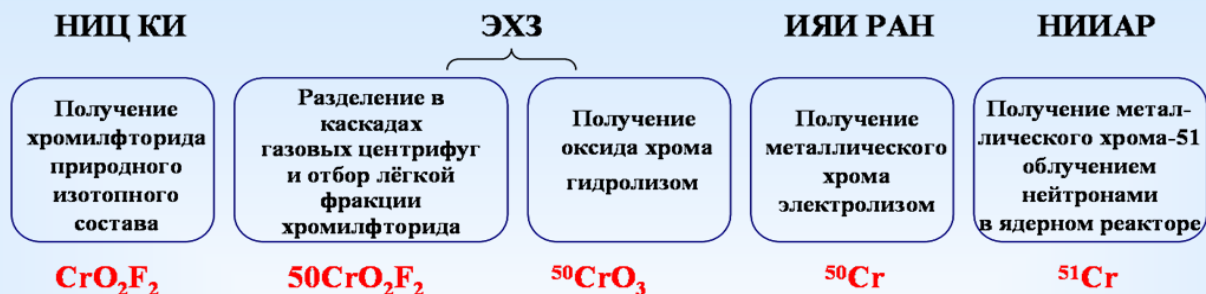 НИЦ КИ
ЭХЗ
ИЯИ РАН
НИИАР
Получение
хромилфторида
природного
изотопного
состава
Разделение в
каскадах
газовых центрифуг
и отбор лёгкой
фракции
хромилфторида
Получение
оксида хрома
гидролизом
Получение
металлического
хрома
электролизом
Получение метал-
лического хрома-51
облучением
нейтронами
в ядерном реакторе
CrO₂F₂
50CrO₂F₂
⁵⁰CrO₃
⁵⁰Cr
⁵¹Cr